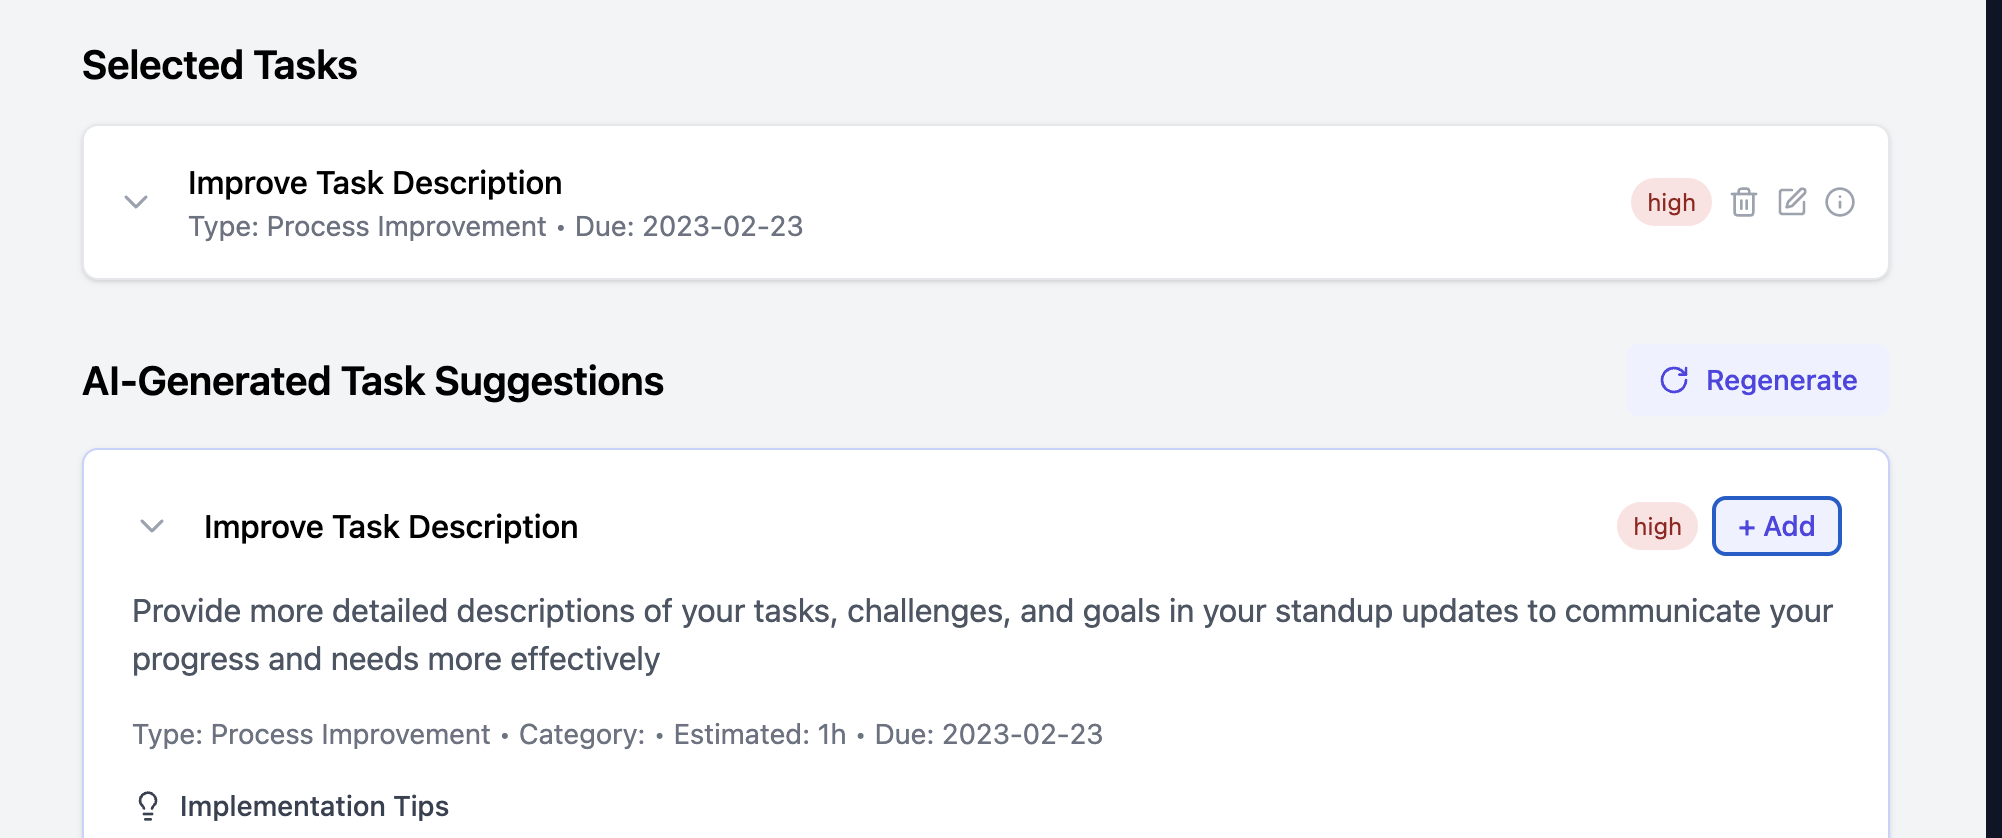 Selected Tasks
Improve Task Description
high
Type: Process Improvement • Due: 2023-02-23
AI-Generated Task Suggestions
Regenerate
Improve Task Description
high
+ Add
Provide more detailed descriptions of your tasks, challenges, and goals in your standup updates to communicate your
progress and needs more effectively
Type: Process Improvement • Category: • Estimated: 1h • Due: 2023-02-23
Implementation Tips